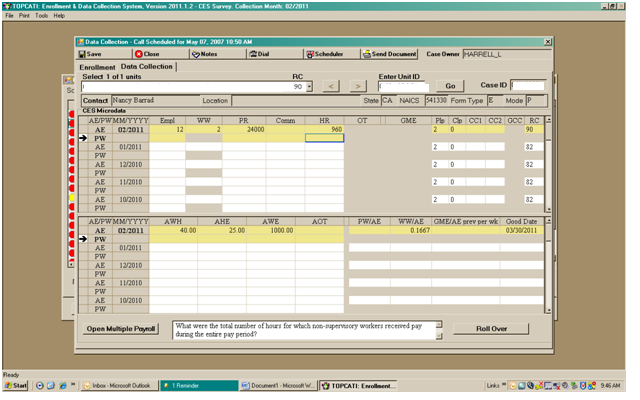 TOPCATI: Enrollment & Data Collection System, Version 2011.1.2 - CES Survey. Collection Month: 02/2011
File Print Tools Help
Data Collection - Call Scheduled for May 07, 2007 10:50 AM
Save Close Notes Dial Scheduler Send Document Case Owner HARRELL_L
Enrollment Data Collection
Select 1 of 1 units RC Enter Unit ID
90 < > Go Case ID
Contact Nancy Barrad Location State CA NAICS 541330 Form Type E Mode P
CES Microdata
AE/PW MM/YYYY Empl WW PR Comm HR OT GME Plp Clp CC1 CC2 GCC RC
AE 02/2011 12 2 24000 960 2 0 90
PW
AE 01/2011 2 0 82
PW
AE 12/2010 2 0 82
PW
AE 11/2010 2 0 82
PW
AE 10/2010 2 0 82
PW
AE/PW MM/YYYY AWH AHE AWE AOT PW/AE WW/AE GME/AE prev per wk Good Date
AE 02/2011 40.00 25.00 1000.00 0.1667 03/30/2011
PW
AE 01/2011
PW
AE 12/2010
PW
AE 11/2010
PW
AE 10/2010
Open Multiple Payroll What were the total number of hours for which non-supervisory workers received pay
during the entire pay period? Roll Over
Ready
Start Inbox - Microsoft Outlook 1 Reminder Document1 - Microsoft W... TOPCATI: Enrollment... Links 9:46 AM